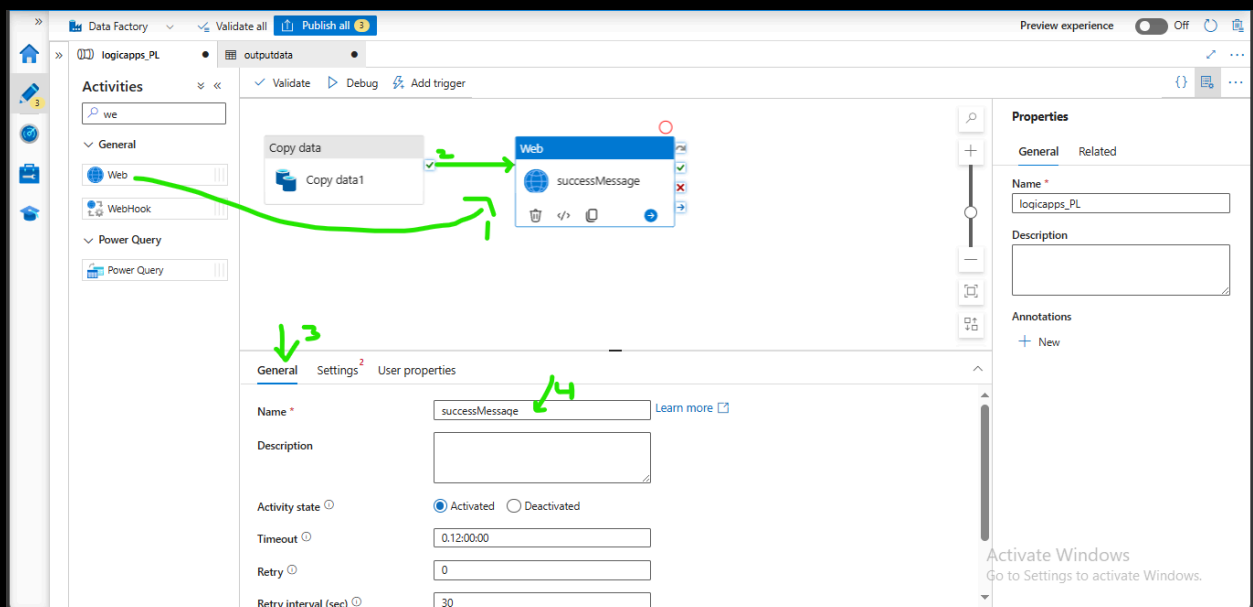 » Data Factory Validate all Publish all 3 Preview experience Off
» logicapps_PL outputdata
Activities
we
General
Web
WebHook
Power Query
Power Query
Validate Debug Add trigger
{}
Copy data
Copy data1
Web
successMessage
2
1
3
3
General Settings 2 User properties
4
Name * successMessage Learn more
Description
Activity state Activated Deactivated
Timeout 0.12:00:00
Retry 0
Retry interval (sec) 30
Properties
General Related
Name *
logicapps_PL
Description
Annotations
New
Activate Windows
Go to Settings to activate Windows.